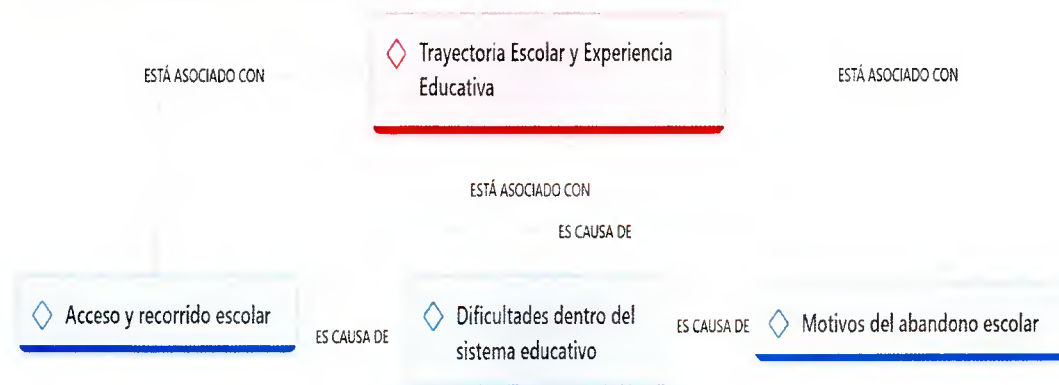 Trayectoria Escolar y Experiencia
Educativa
ESTÁ ASOCIADO CON
ESTÁ ASOCIADO CON
ESTÁ ASOCIADO CON
ES CAUSA DE
Acceso y recorrido escolar
ES CAUSA DE
Dificultades dentro del
sistema educativo
ES CAUSA DE
Motivos del abandono escolar